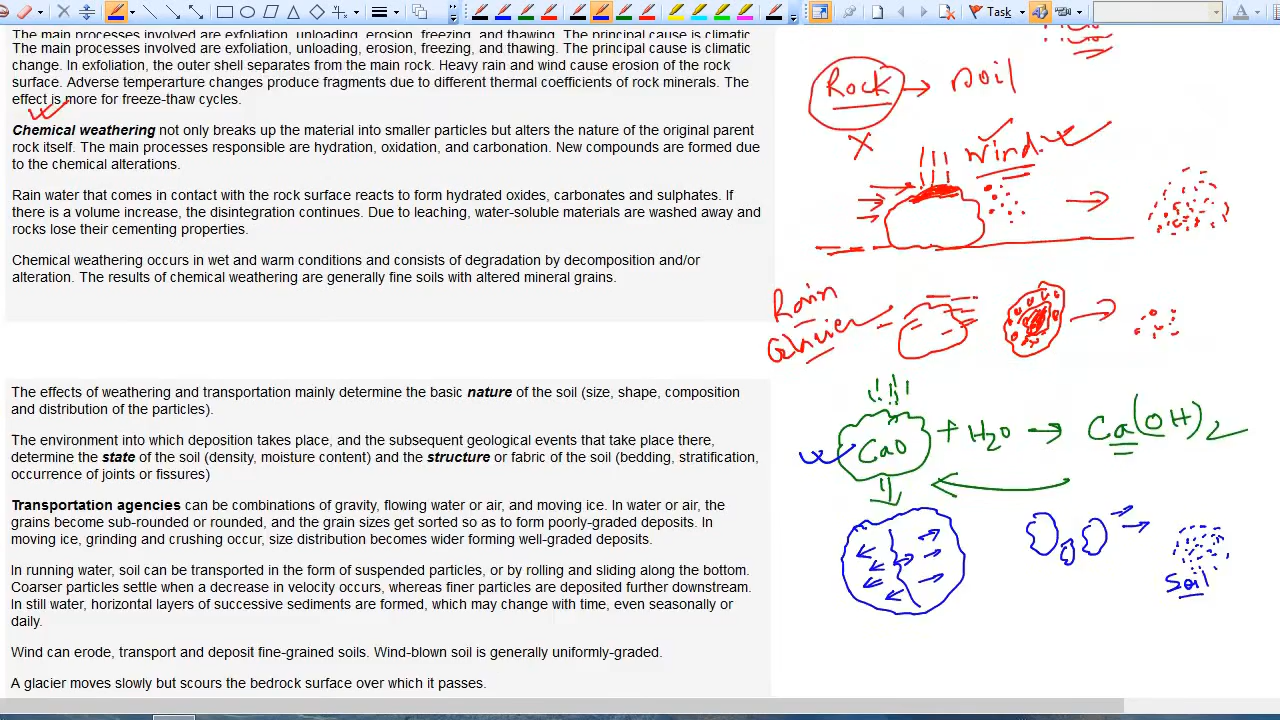 Task
The main processes involved are exfoliation, unloading, erosion, freezing, and thawing. The principal cause is climatic
The main processes involved are exfoliation, unloading, erosion, freezing, and thawing. The principal cause is climatic
change. In exfoliation, the outer shell separates from the main rock. Heavy rain and wind cause erosion of the rock
surface. Adverse temperarture changes produce fragments due to different thermal coefficients of rock minerals. The
effect is more for freeze-thaw cycles.
Chemical weathering not only breaks up the material into smaller particles but alters the nature of the original parent
rock itself. The main processes responsible are hydration, oxidation, and carbonation. New compounds are formed due
to the chemical alterations.
Rain water that comes in contact with the rock surface reacts to form hydrated oxides, carbonates and sulphates. If
there is a volume increase, the disintegration continues. Due to leaching, water-soluble materials are washed away and
rocks lose their cementing properties.
Chemical weathering occurs in wet and warm conditions and consists of degradation by decomposition and/or
alteration. The results of chemical weathering are generally fine soils with altered mineral grains.
The effects of weathering and transportation mainly determine the basic nature of the soil (size, shape, composition
and distribution of the particles).
The environment into which deposition takes place, and the subsequent geological events that take place there,
determine the state of the soil (density, moisture content) and the structure or fabric of the soil (bedding, stratification,
occurrence of joints or fissures)
Transportation agencies can be combinations of gravity, flowing water or air, and moving ice. In water or air, the
grains become sub-rounded or rounded, and the grain sizes get sorted so as to form poorly-graded deposits. In
moving ice, grinding and crushing occur, size distribution becomes wider forming well-graded deposits.
In running water, soil can be transported in the form of suspended particles, or by rolling and sliding along the bottom.
Coarser particles settle when a decrease in velocity occurs, whereas finer particles are deposited further downstream.
In still water, horizontal layers of successive sediments are formed, which may change with time, even seasonally or
daily.
Wind can erode, transport and deposit fine-grained soils. Wind-blown soil is generally uniformly-graded.
A glacier moves slowly but scours the bedrock surface over which it passes.
Rock → soil
Wind
Rain
Glacier
CaO + H2O → Ca(OH)2
soil